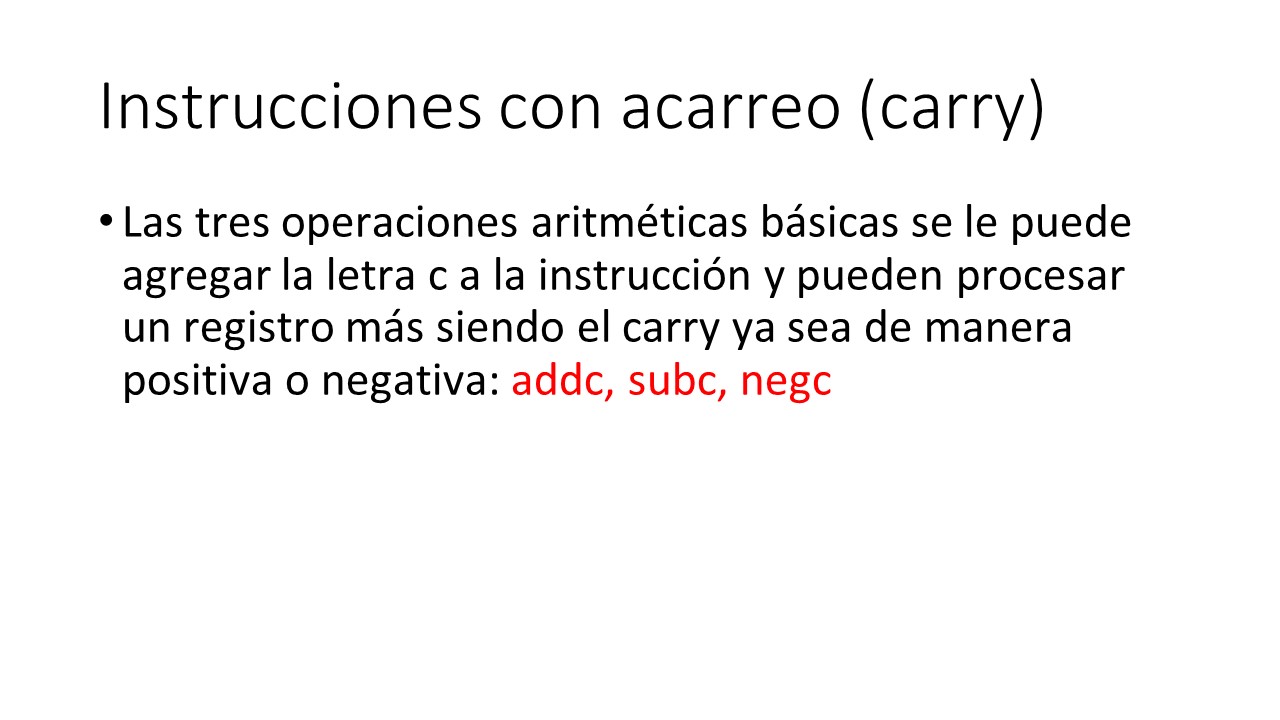 Instrucciones con acarreo (carry)
• Las tres operaciones aritméticas básicas se le puede
agregar la letra c a la instrucción y pueden procesar
un registro más siendo el carry ya sea de manera
positiva o negativa: addc, subc, negc